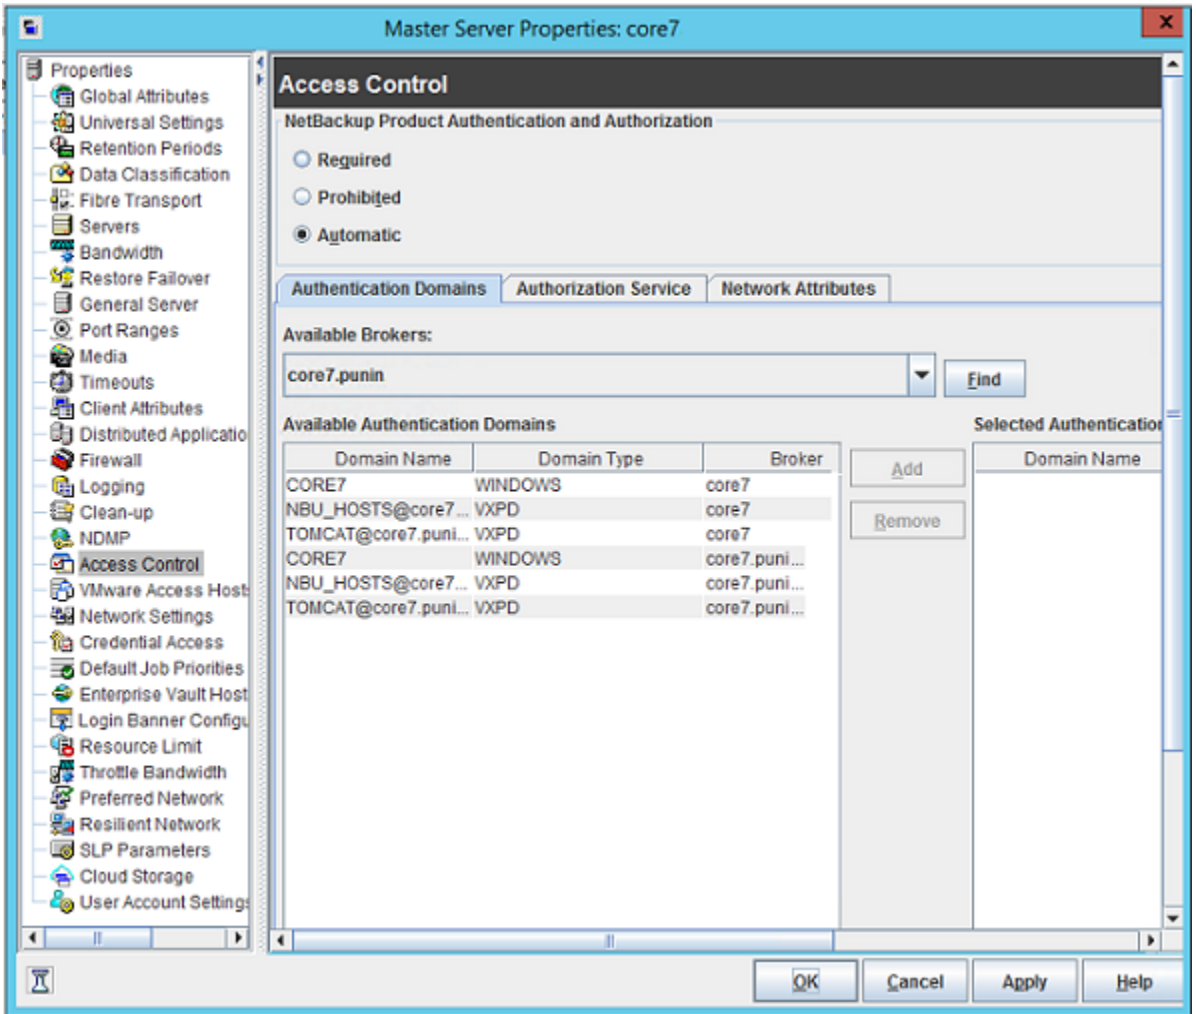 Master Server Properties: core7
x
Properties
Global Attributes
Universal Settings
Retention Periods
Data Classification
Fibre Transport
Servers
Bandwidth
Restore Failover
General Server
Port Ranges
Media
Timeouts
Client Attributes
Distributed Applicatio
Firewall
Logging
Clean-up
NDMP
Access Control
VMware Access Hosts
Network Settings
Credential Access
Default Job Priorities
Enterprise Vault Host
Login Banner Configu
Resource Limit
Throttle Bandwidth
Preferred Network
Resilient Network
SLP Parameters
Cloud Storage
User Account Settings
Access Control
NetBackup Product Authentication and Authorization
Required
Prohibited
Automatic
Authentication Domains Authorization Service Network Attributes
Available Brokers:
core7.punin Find
Available Authentication Domains Selected Authentication
Domain Name Domain Type Broker Add Domain Name
CORE7 WINDOWS core7
NBU_HOSTS@core7... VXPD core7 Remove
TOMCAT@core7.puni... VXPD core7
CORE7 WINDOWS core7.puni...
NBU_HOSTS@core7... VXPD core7.puni...
TOMCAT@core7.puni... VXPD core7.puni...
OK Cancel Apply Help